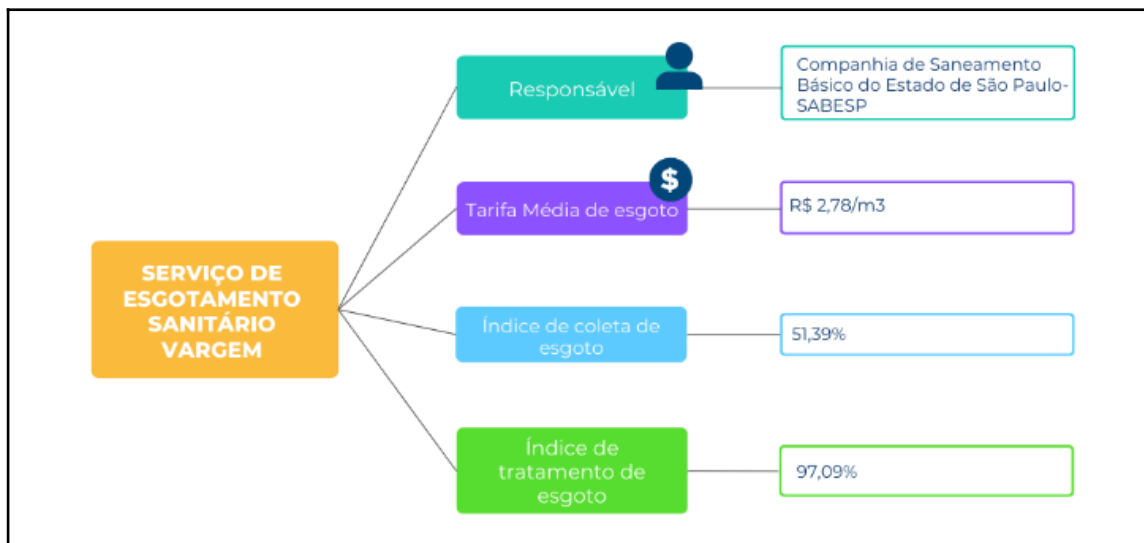 SERVIÇO DE
ESGOTAMENTO
SANITÁRIO
VARGEM
Responsável
Companhia de Saneamento
Básico do Estado de São Paulo-
SABESP
$
Tarifa Média de esgoto
R$ 2,78/m3
Índice de coleta de
esgoto
51,39%
Índice de
tratamento de
esgoto
97,09%